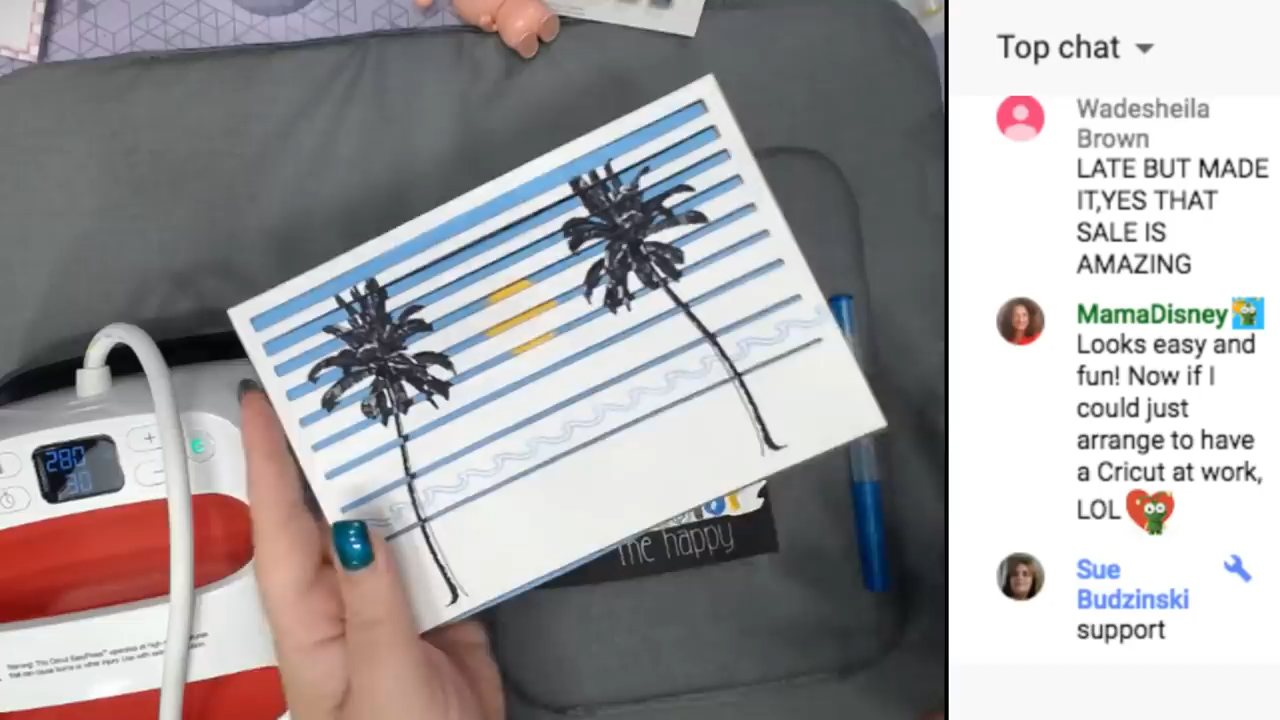 280
30
me happy
Top chat
Wadesheila
Brown
LATE BUT MADE
IT,YES THAT
SALE IS
AMAZING
MamaDisney
Looks easy and
fun! Now if I
could just
arrange to have
a Cricut at work,
LOL
Sue
Budzinski
support